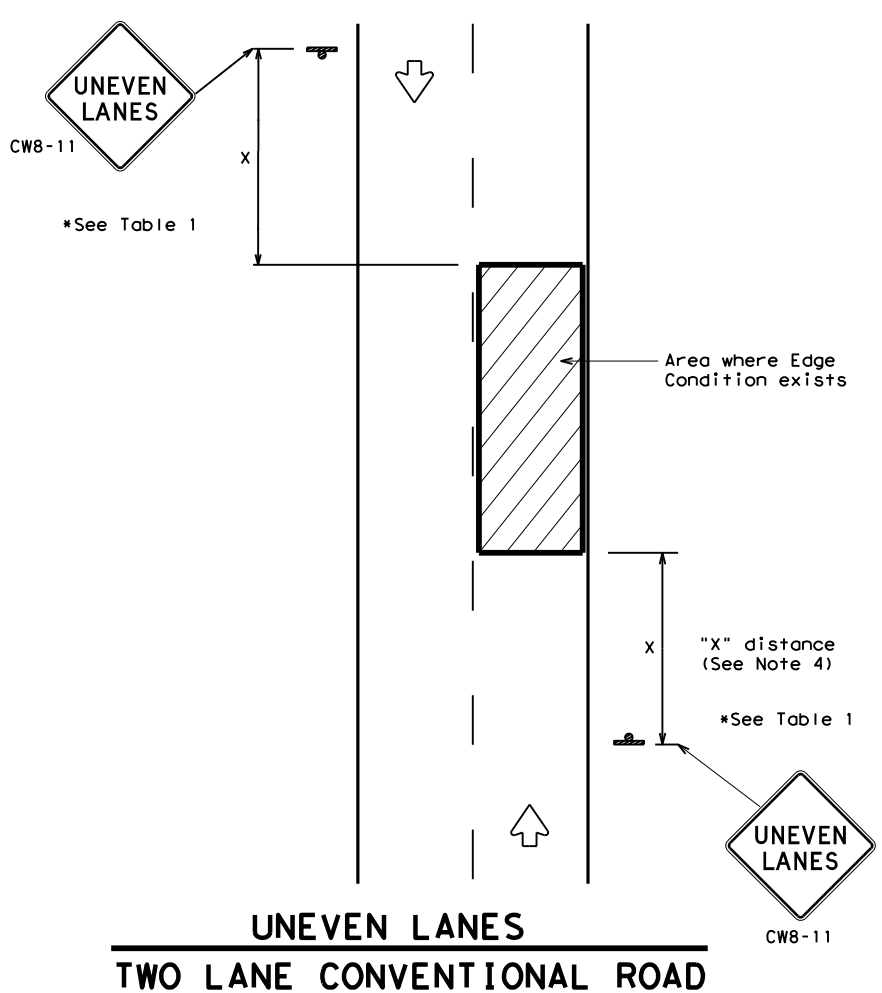 UNEVEN
LANES
CW8-11
X
*See Table 1
Area where Edge
Condition exists
X
"X" distance
(See Note 4)
*See Table 1
UNEVEN
LANES
CW8-11
UNEVEN LANES
TWO LANE CONVENTIONAL ROAD